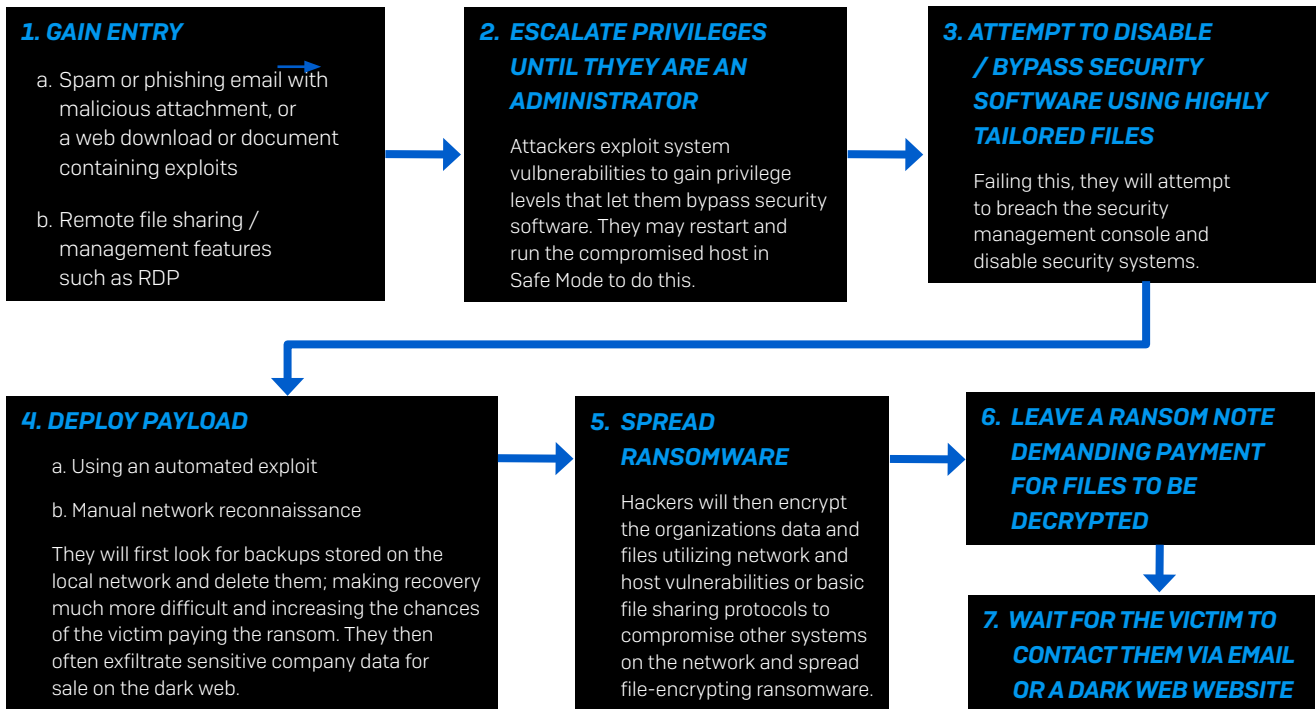 1. GAIN ENTRY
a. Spam or phishing email with
malicious attachment, or
a web download or document
containing exploits
b. Remote file sharing /
management features
such as RDP
2. ESCALATE PRIVILEGES
UNTIL THYEY ARE AN
ADMINISTRATOR
Attackers exploit system
vulbnerabilities to gain privilege
levels that let them bypass security
software. They may restart and
run the compromised host in
Safe Mode to do this.
3. ATTEMPT TO DISABLE
/ BYPASS SECURITY
SOFTWARE USING HIGHLY
TAILORED FILES
Failing this, they will attempt
to breach the security
management console and
disable security systems.
4. DEPLOY PAYLOAD
a. Using an automated exploit
b. Manual network reconnaissance
They will first look for backups stored on the
local network and delete them; making recovery
much more difficult and increasing the chances
of the victim paying the ransom. They then
often exfiltrate sensitive company data for
sale on the dark web.
5. SPREAD
RANSOMWARE
Hackers will then encrypt
the organizations data and
files utilizing network and
host vulnerabilities or basic
file sharing protocols to
compromise other systems
on the network and spread
file-encrypting ransomware.
6. LEAVE A RANSOM NOTE
DEMANDING PAYMENT
FOR FILES TO BE
DECRYPTED
7. WAIT FOR THE VICTIM TO
CONTACT THEM VIA EMAIL
OR A DARK WEB WEBSITE